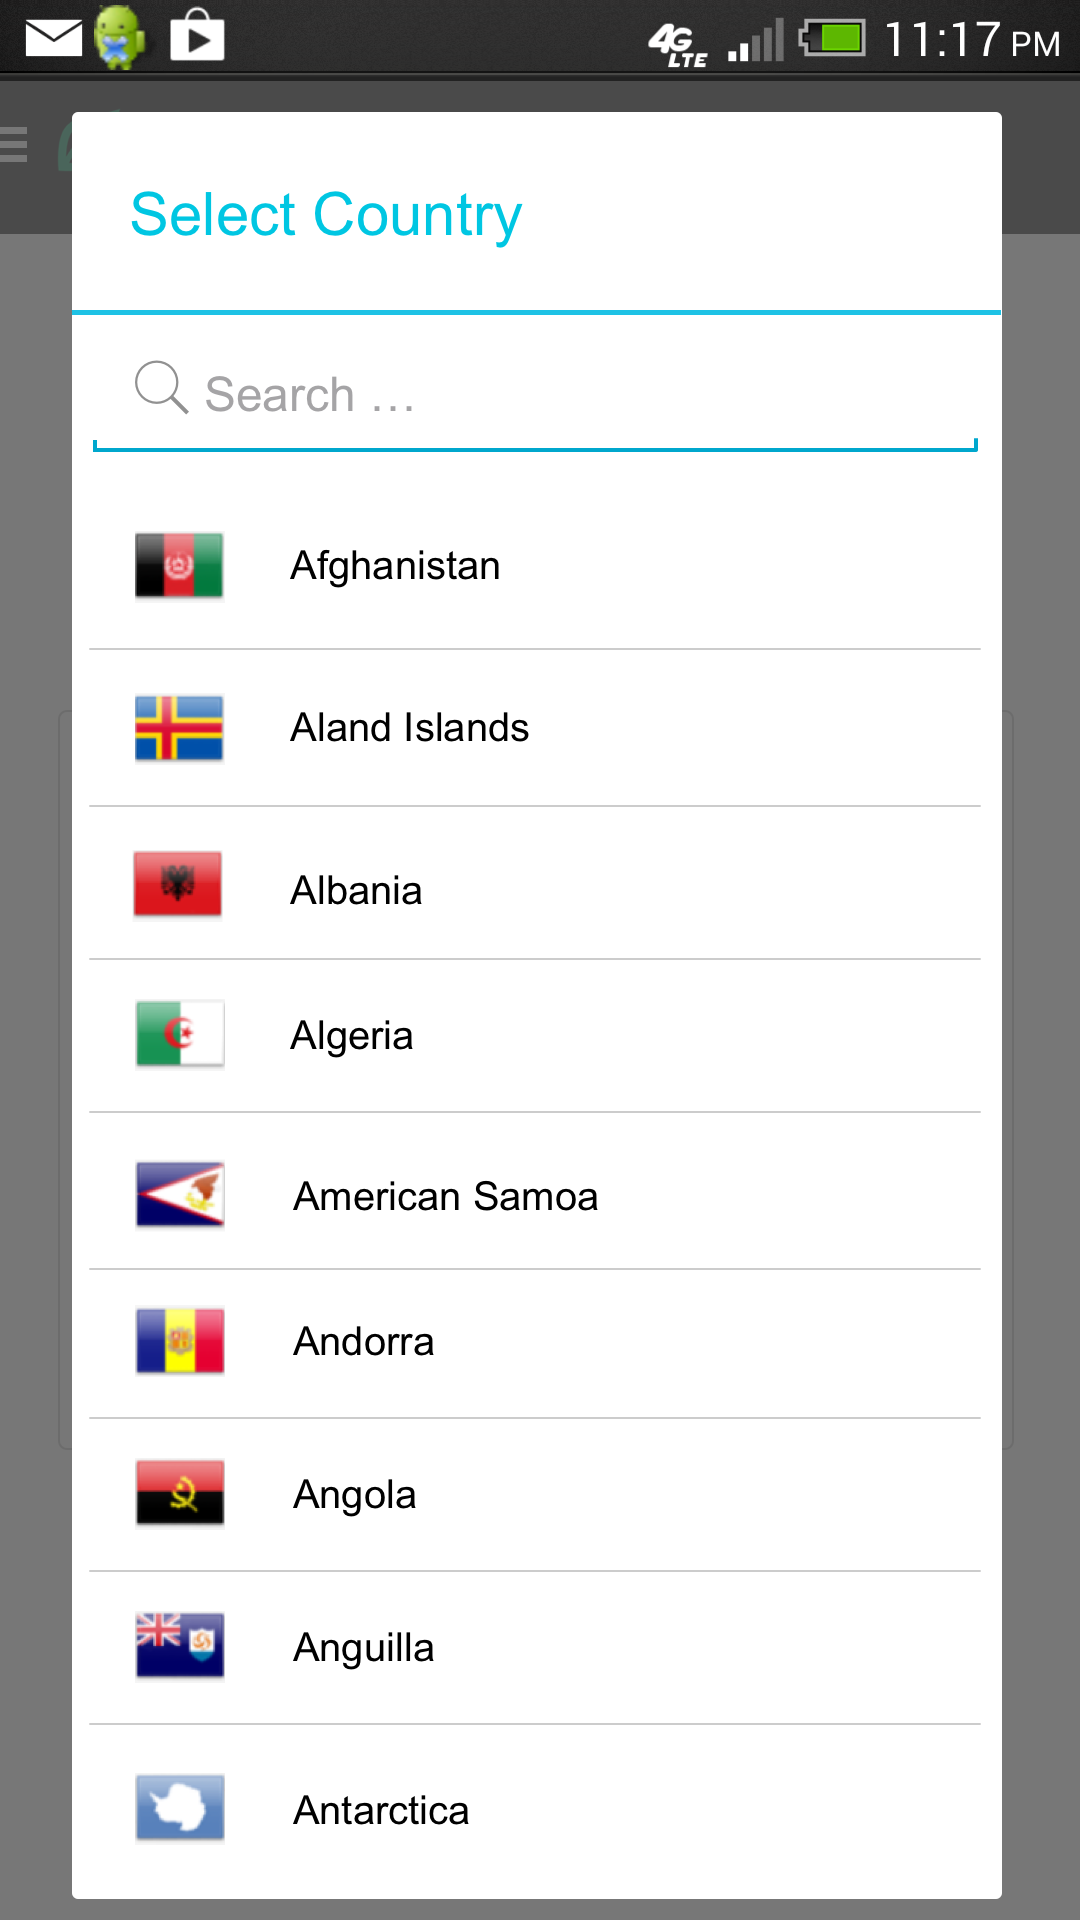 4G LTE 11:17 PM
Select Country
Search ...
Afghanistan
Aland Islands
Albania
Algeria
American Samoa
Andorra
Angola
Anguilla
Antarctica